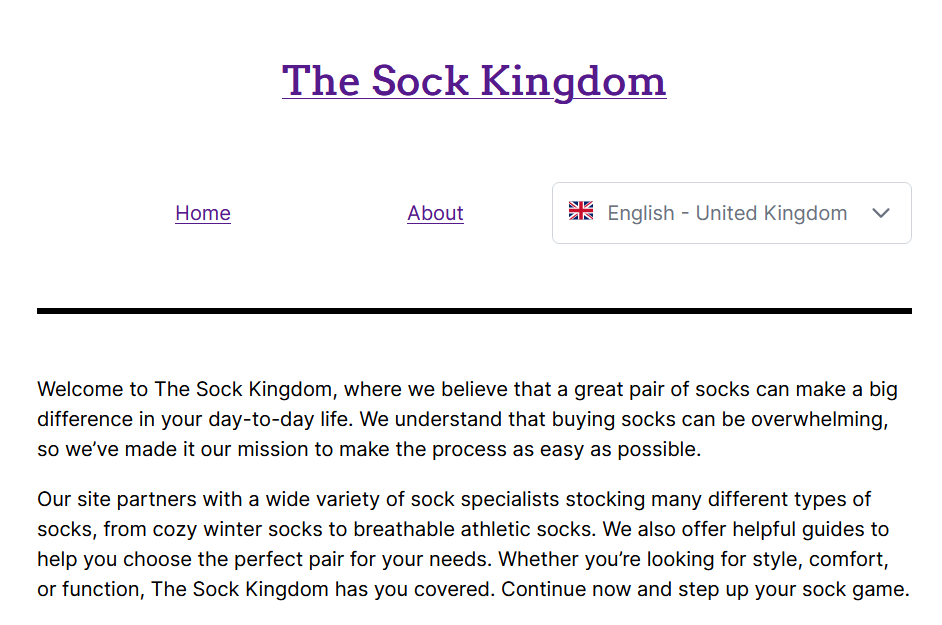 The Sock Kingdom
Home
About
English - United Kingdom
Welcome to The Sock Kingdom, where we believe that a great pair of socks can make a big
difference in your day-to-day life. We understand that buying socks can be overwhelming,
so we’ve made it our mission to make the process as easy as possible.
Our site partners with a wide variety of sock specialists stocking many different types of
socks, from cozy winter socks to breathable athletic socks. We also offer helpful guides to
help you choose the perfect pair for your needs. Whether you’re looking for style, comfort,
or function, The Sock Kingdom has you covered. Continue now and step up your sock game.